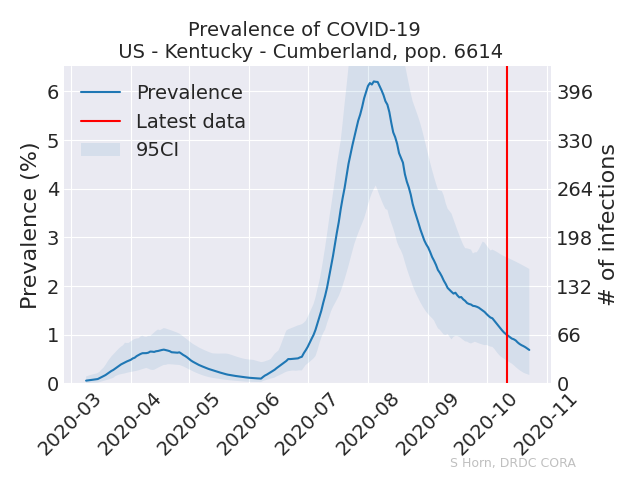 Prevalence of COVID-19
US - Kentucky - Cumberland, pop. 6614
Prevalence
Latest data
95CI
Prevalence (%)
6
5
4
3
2
1
0
396
330
264
198
132
66
0
# of infections
2020-03
2020-04
2020-05
2020-06
2020-07
2020-08
2020-09
2020-10
2020-11
S Horn, DRDC CORA